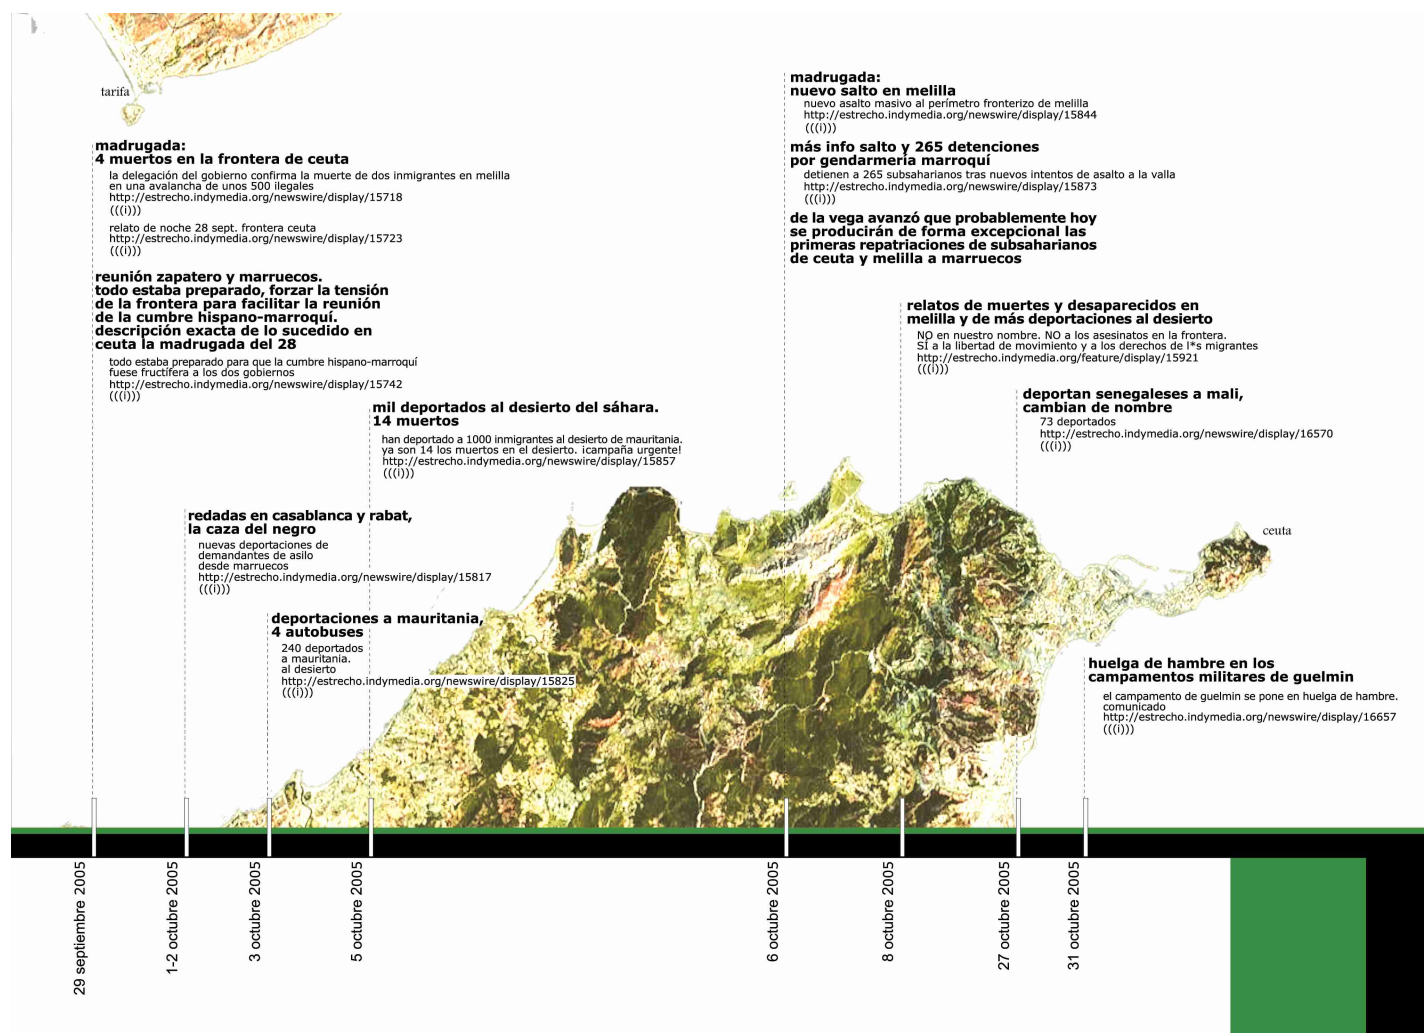 tarifa
madrugada:
4 muertos en la frontera de ceuta
la delegación del gobierno confirma la muerte de dos inmigrantes en melilla
en una avalancha de unos 500 ilegales
http://estrecho.indymedia.org/newswire/display/15718
(((i)))
relato de noche 28 sept. frontera ceuta
http://estrecho.indymedia.org/newswire/display/15723
(((i)))
reunión zapatero y marruecos.
todo estaba preparado, forzar la tensión
de la frontera para facilitar la reunión
de la cumbre hispano-marroquí.
descripción exacta de lo sucedido en
ceuta la madrugada del 28
todo estaba preparado para que la cumbre hispano-marroquí
fuese fructífera a los dos gobiernos
http://estrecho.indymedia.org/newswire/display/15742
(((i)))
redadas en casablanca y rabat,
la caza del negro
nuevas deportaciones de
demandantes de asilo
desde marruecos
http://estrecho.indymedia.org/newswire/display/15817
(((i)))
deportaciones a mauritania,
4 autobuses
240 deportados
a mauritania.
al desierto
http://estrecho.indymedia.org/newswire/display/15825
(((i)))
mil deportados al desierto del sáhara.
14 muertos
han deportado a 1000 inmigrantes al desierto de mauritania.
ya son 14 los muertos en el desierto. ¡campaña urgente!
http://estrecho.indymedia.org/newswire/display/15857
(((i)))
madrugada:
nuevo salto en melilla
nuevo asalto masivo al perímetro fronterizo de melilla
http://estrecho.indymedia.org/newswire/display/15844
(((i)))
más info salto y 265 detenciones
por gendarmería marroquí
detienen a 265 subsaharianos tras nuevos intentos de asalto a la valla
http://estrecho.indymedia.org/newswire/display/15873
(((i)))
de la vega avanzó que probablemente hoy
se producirán de forma excepcional las
primeras repatriaciones de subsaharianos
de ceuta y melilla a marruecos
relatos de muertes y desaparecidos en
melilla y de más deportaciones al desierto
NO en nuestro nombre. NO a los asesinatos en la frontera.
SÍ a la libertad de movimiento y a los derechos de l*s migrantes
http://estrecho.indymedia.org/feature/display/15921
(((i)))
deportan senegaleses a mali,
cambian de nombre
73 deportados
http://estrecho.indymedia.org/newswire/display/16570
(((i)))
ceuta
huelga de hambre en los
campamentos militares de guelmin
el campamento de guelmin se pone en huelga de hambre.
comunicado
http://estrecho.indymedia.org/newswire/display/16657
(((i)))
29 septiembre 2005
1-2 octubre 2005
3 octubre 2005
5 octubre 2005
6 octubre 2005
8 octubre 2005
27 octubre 2005
31 octubre 2005